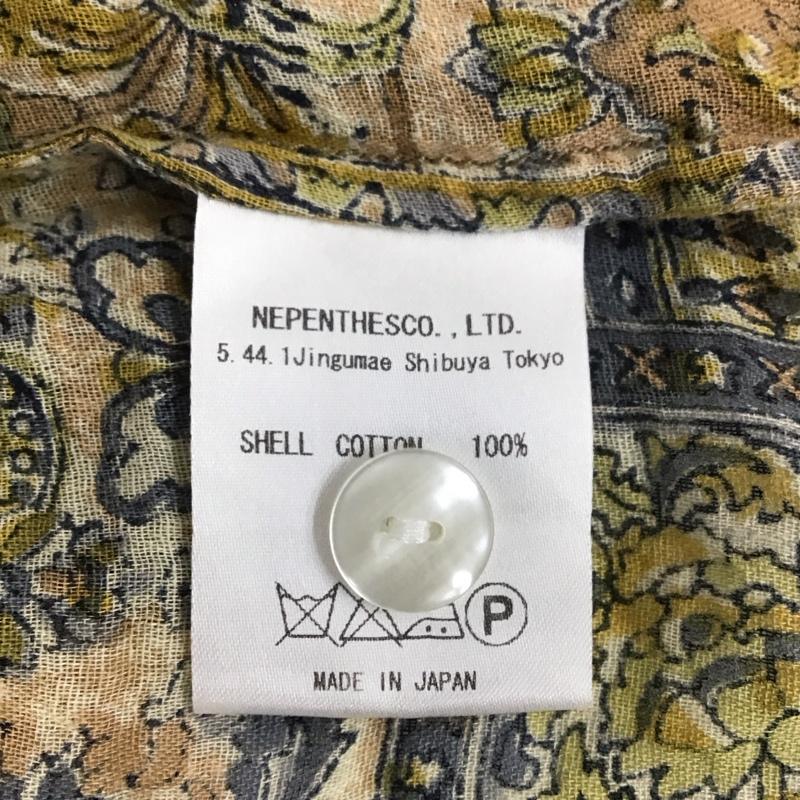 NEPENTHESCO.,LTD.
5.44.1Jingumae Shibuya Tokyo
SHELL COTTON 100%
P
MADE IN JAPAN